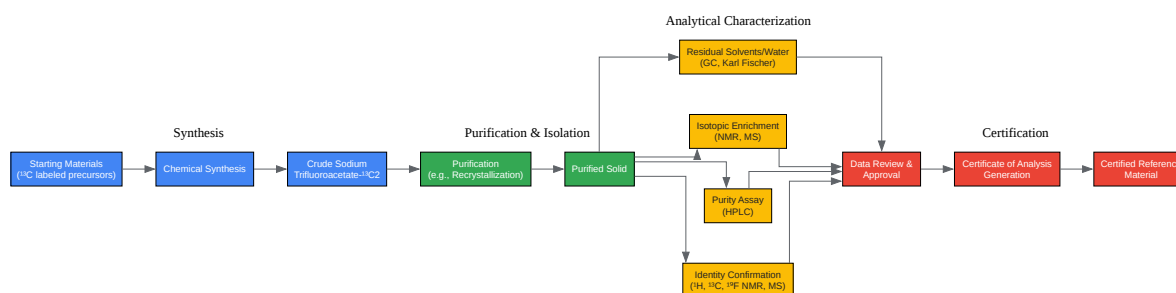 Analytical Characterization
Residual Solvents/Water
(GC, Karl Fischer)
Synthesis
Purification & Isolation
Isotopic Enrichment
(NMR, MS)
Certification
Starting Materials
(¹³C labeled precursors)
Chemical Synthesis
Crude Sodium
Trifluoroacetate-¹³C2
Purification
(e.g., Recrystallization)
Purified Solid
Data Review &
Approval
Certificate of Analysis
Generation
Certified Reference
Material
Purity Assay
(HPLC)
Identity Confirmation
(¹H, ¹³C, ¹⁹F NMR, MS)